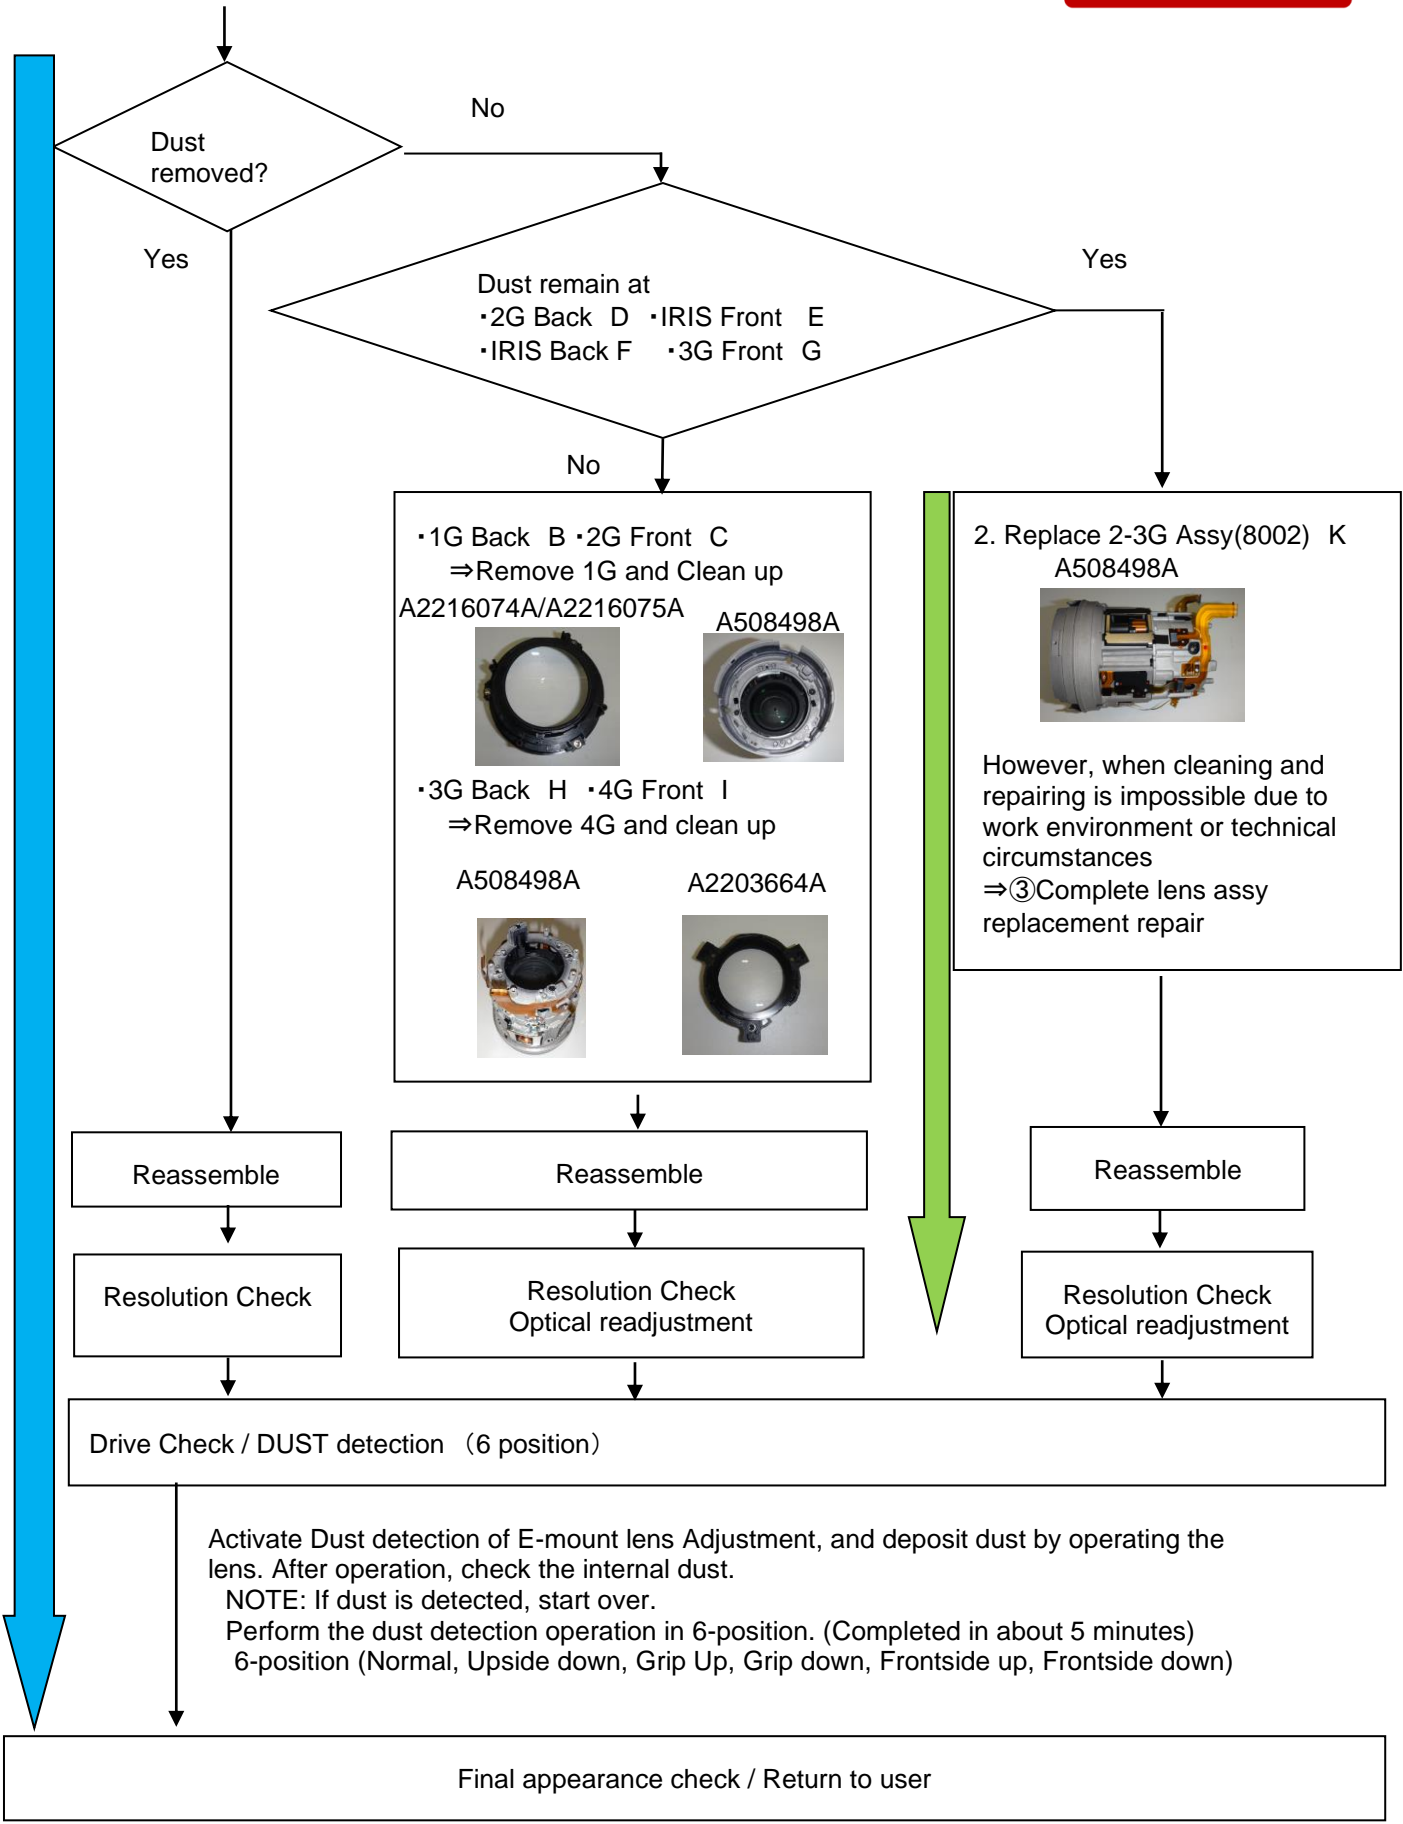 No
Dust
removed?
Yes
Yes
Dust remain at
・2G Back D ・IRIS Front E
・IRIS Back F ・3G Front G
No
・1G Back B ・2G Front C
⇒Remove 1G and Clean up
A2216074A/A2216075A
A508498A
・3G Back H ・4G Front I
⇒Remove 4G and clean up
A508498A
A2203664A
2. Replace 2-3G Assy(8002) K
A508498A
However, when cleaning and
repairing is impossible due to
work environment or technical
circumstances
⇒③Complete lens assy
replacement repair
Reassemble
Reassemble
Reassemble
Resolution Check
Resolution Check
Optical readjustment
Resolution Check
Optical readjustment
Drive Check / DUST detection （6 position）
Activate Dust detection of E-mount lens Adjustment, and deposit dust by operating the
lens. After operation, check the internal dust.
NOTE: If dust is detected, start over.
Perform the dust detection operation in 6-position. (Completed in about 5 minutes)
6-position (Normal, Upside down, Grip Up, Grip down, Frontside up, Frontside down)
Final appearance check / Return to user